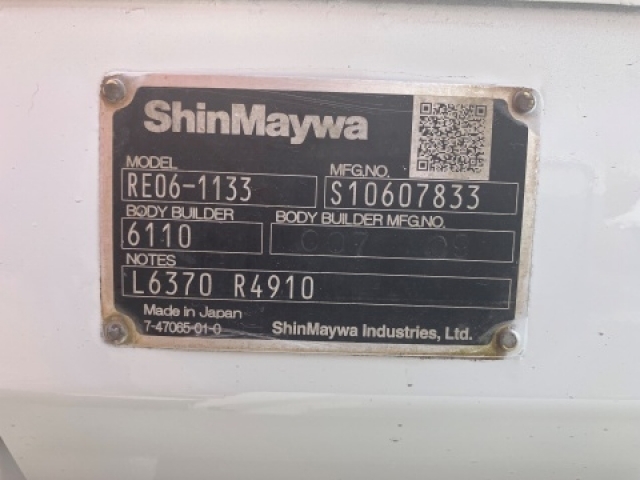 ShinMaywa
MODEL MFG.NO.
RE06-1133 S10607833
BODY BUILDER BODY BUILDER MFG.NO.
6110
NOTES
L6370 R4910
Made in Japan
7-47065-01-0 ShinMaywa Industries, Ltd.